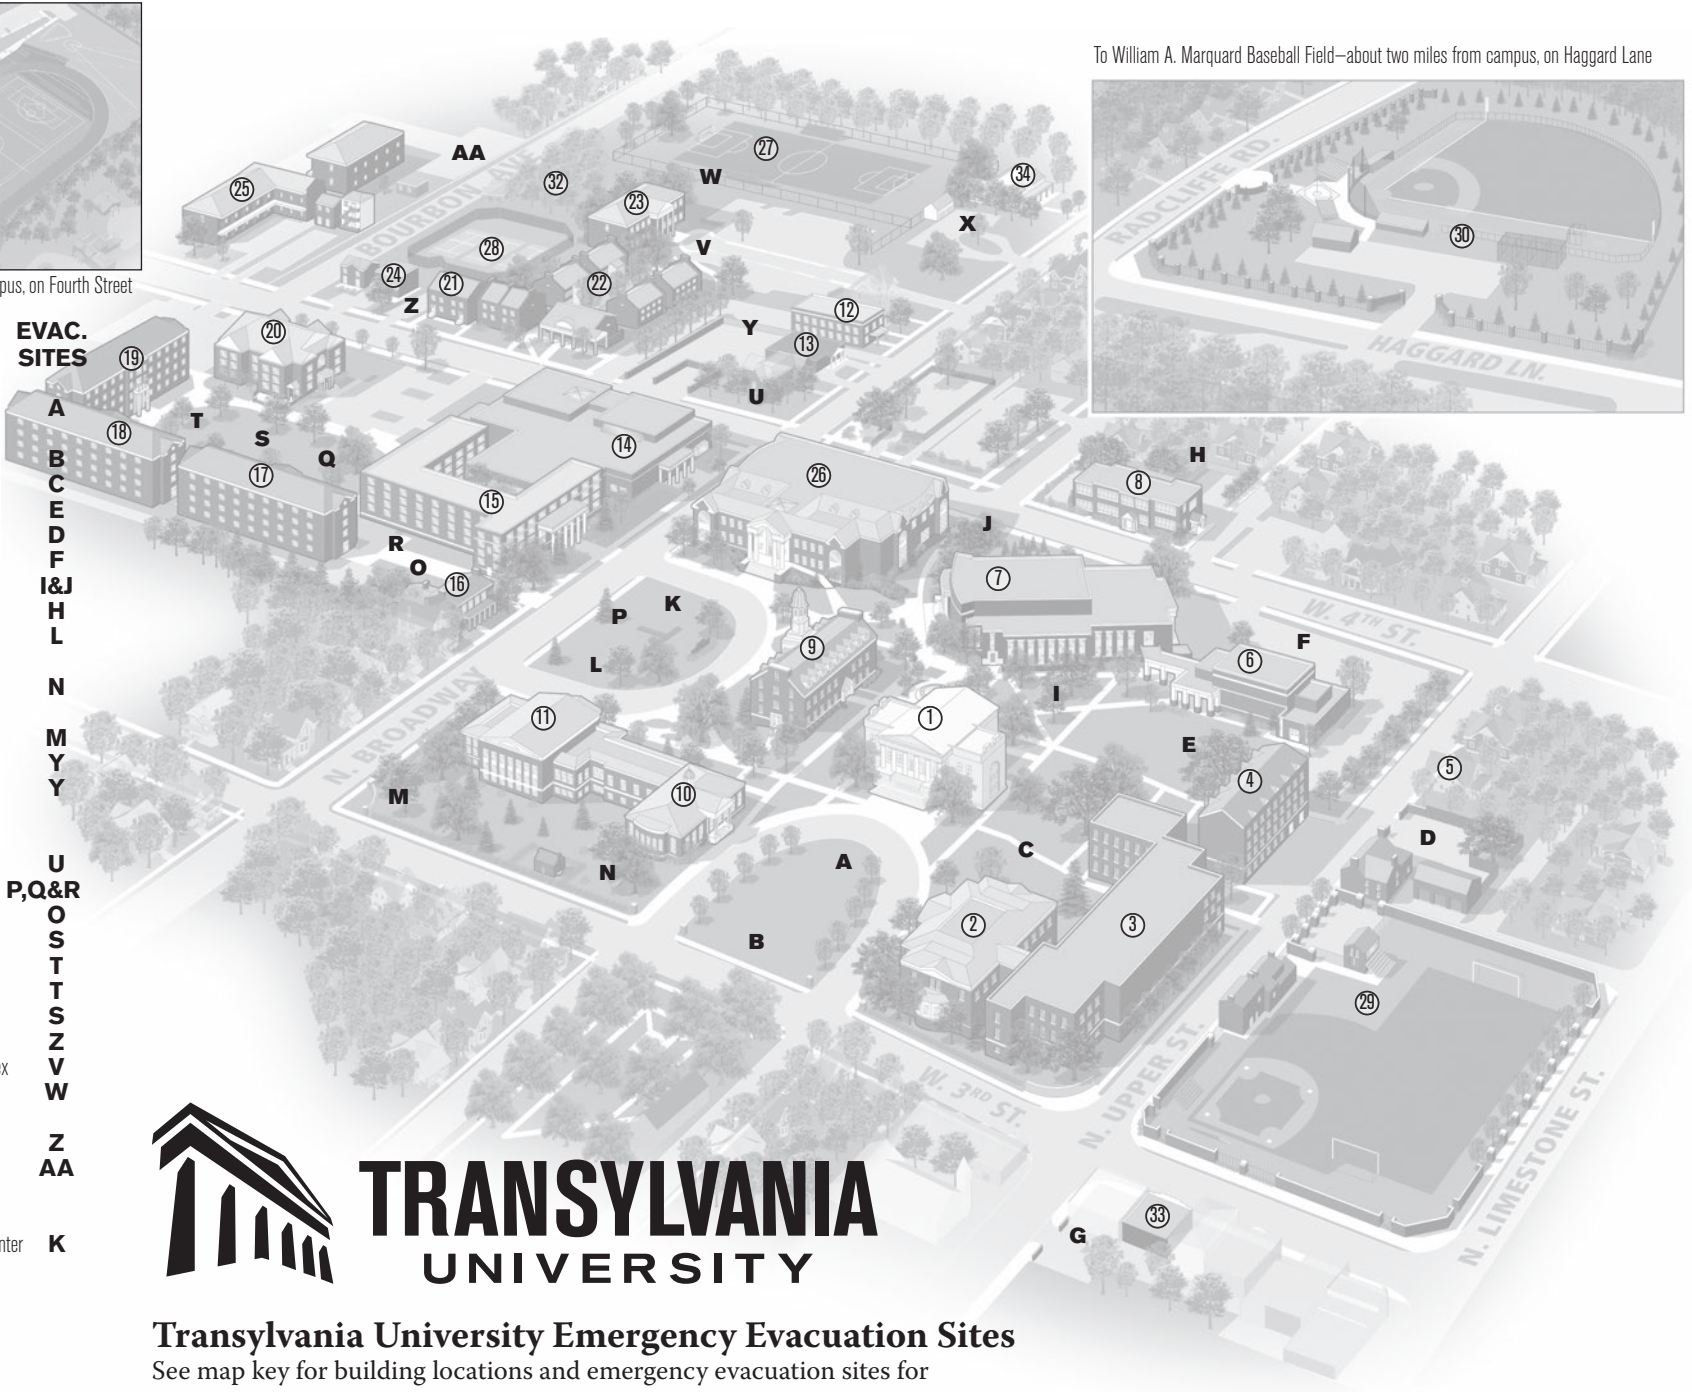 To William A. Marquard Baseball Field—about two miles from campus, on Haggard Lane
pus, on Fourth Street
EVAC.
SITES
A
B
C
E
D
F
I&J
H
L
N
M
Y
Y
U
P,Q&R
O
S
T
T
S
Z
ex
V
W
Z
AA
nter
K
AA
27
34
25
32
W
23
X
BOURBON AVE
28
V
24
21
22
Z
12
Y
13
20
19
U
T
18
S
Q
17
14
15
26
R
O
16
RADCLIFFE RD.
30
HAGGARD LN.
H
8
J
7
W. 4TH ST.
P
K
L
9
F
6
I
N. BROADWAY
11
1
E
4
5
M
10
D
A
C
N
B
2
3
29
W. 3RD ST.
N. UPPER ST.
N. LIMESTONE ST.
33
G
TRANSYLVANIA
UNIVERSITY
Transylvania University Emergency Evacuation Sites
See map key for building locations and emergency evacuation sites for